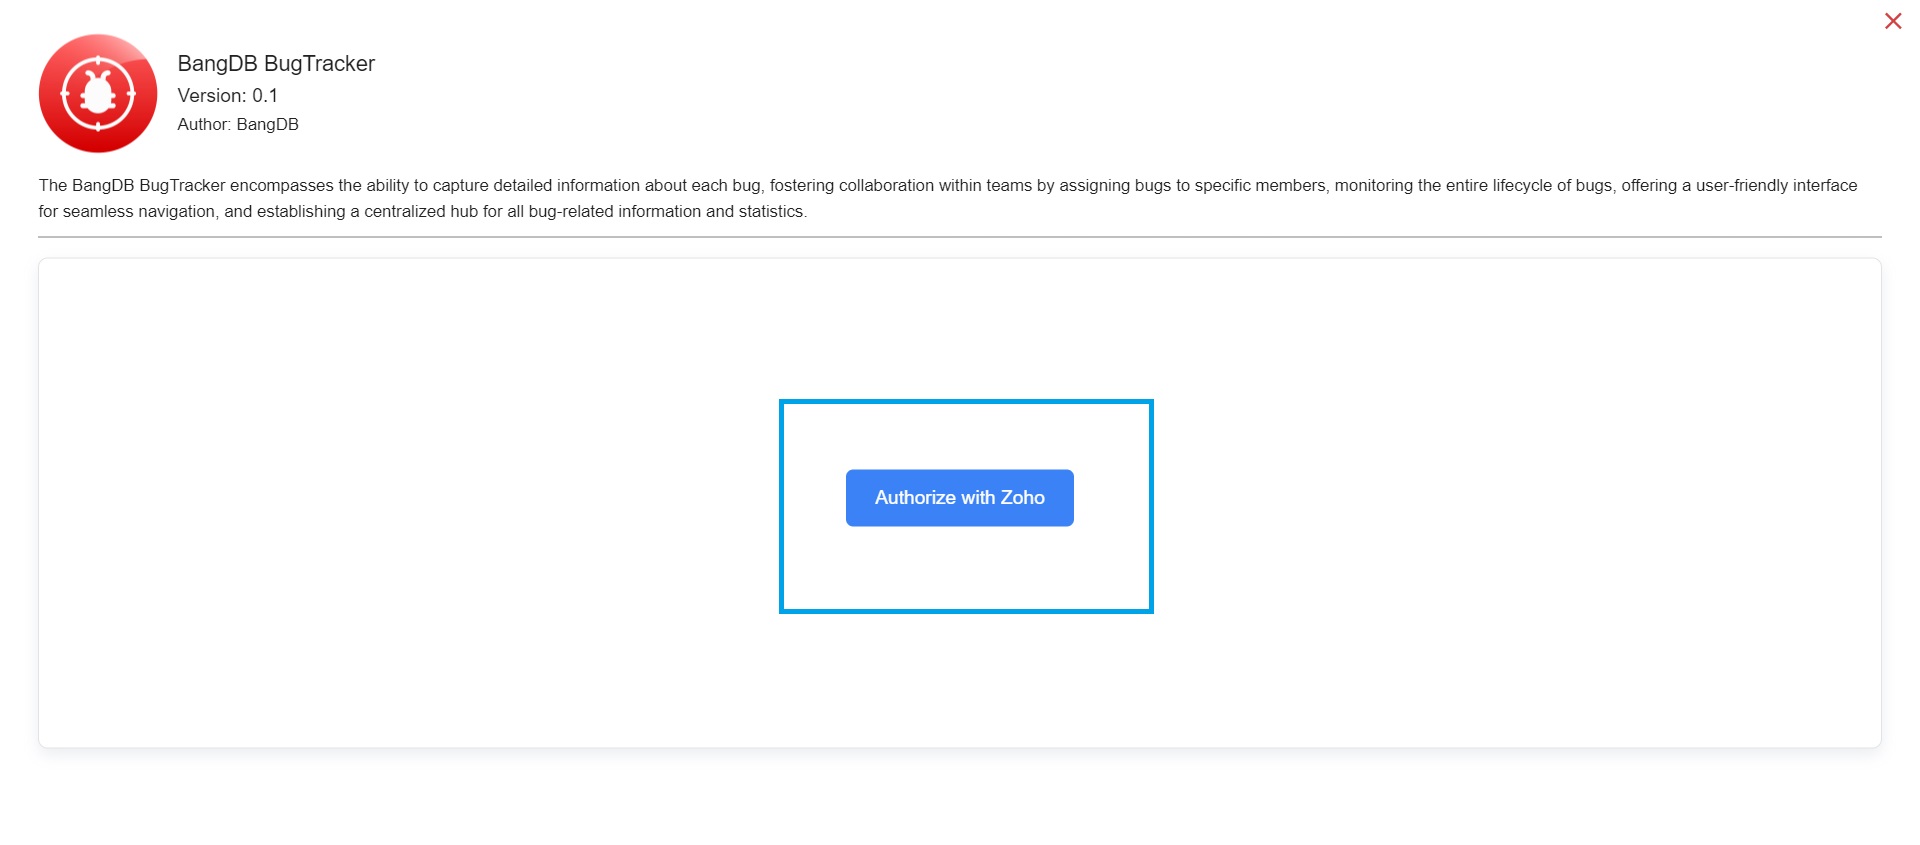 BangDB BugTracker
Version: 0.1
Author: BangDB
The BangDB BugTracker encompasses the ability to capture detailed information about each bug, fostering collaboration within teams by assigning bugs to specific members, monitoring the entire lifecycle of bugs, offering a user-friendly interface
for seamless navigation, and establishing a centralized hub for all bug-related information and statistics.
Authorize with Zoho